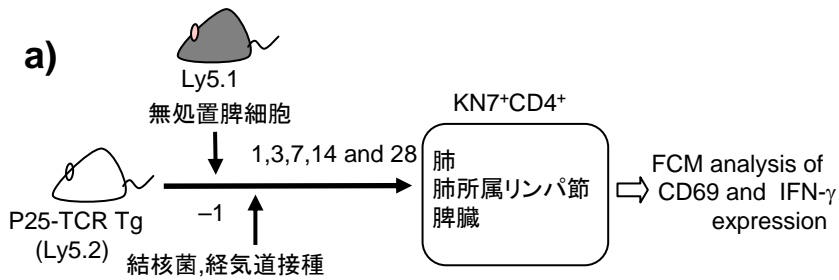 a)
Ly5.1
無処置脾細胞
KN7⁺CD4⁺
1,3,7,14 and 28
肺
肺所属リンパ節
脾臓
FCM analysis of
CD69 and IFN-γ
expression
P25-TCR Tg
(Ly5.2)
–1
結核菌,経気道接種